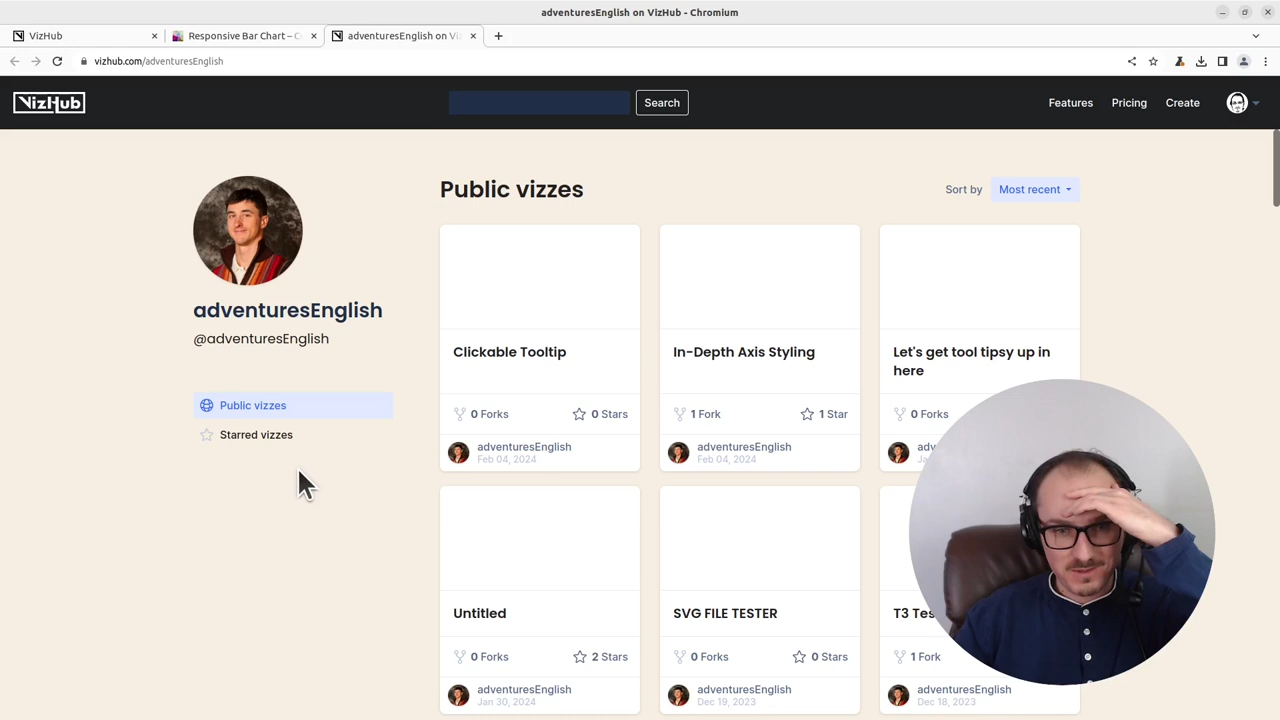 adventuresEnglish on VizHub - Chromium
VizHub
Responsive Bar Chart – C
adventuresEnglish on Vi
vizhub.com/adventuresEnglish
VizHub
Search
Features
Pricing
Create
adventuresEnglish
@adventuresEnglish
Public vizzes
Starred vizzes
Public vizzes
Sort by
Most recent
Clickable Tooltip
0 Forks
0 Stars
adventuresEnglish
Feb 04, 2024
In-Depth Axis Styling
1 Fork
1 Star
adventuresEnglish
Feb 04, 2024
Let's get tool tipsy up in
here
0 Forks
Untitled
0 Forks
2 Stars
adventuresEnglish
Jan 30, 2024
SVG FILE TESTER
0 Forks
0 Stars
adventuresEnglish
Dec 19, 2023
T3 Tes
1 Fork
adventuresEnglish
Dec 18, 2023